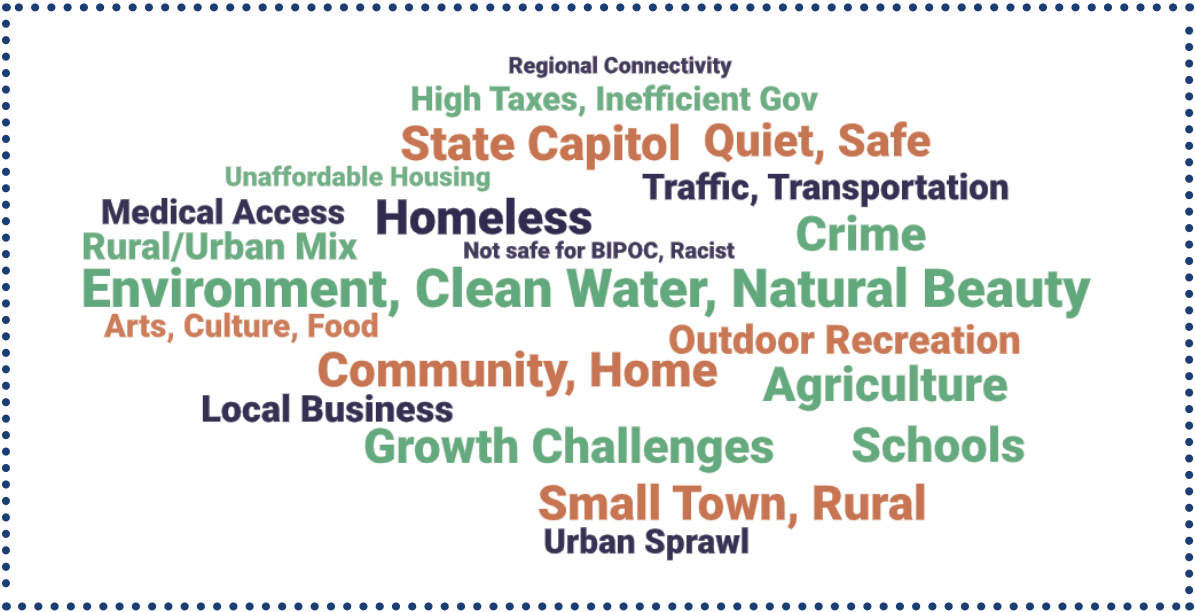 Regional Connectivity
High Taxes, Inefficient Gov
State Capitol
Quiet, Safe
Unaffordable Housing
Traffic, Transportation
Medical Access
Homeless
Crime
Rural/Urban Mix
Not safe for BIPOC, Racist
Environment, Clean Water, Natural Beauty
Arts, Culture, Food
Outdoor Recreation
Community, Home
Agriculture
Local Business
Growth Challenges
Schools
Small Town, Rural
Urban Sprawl